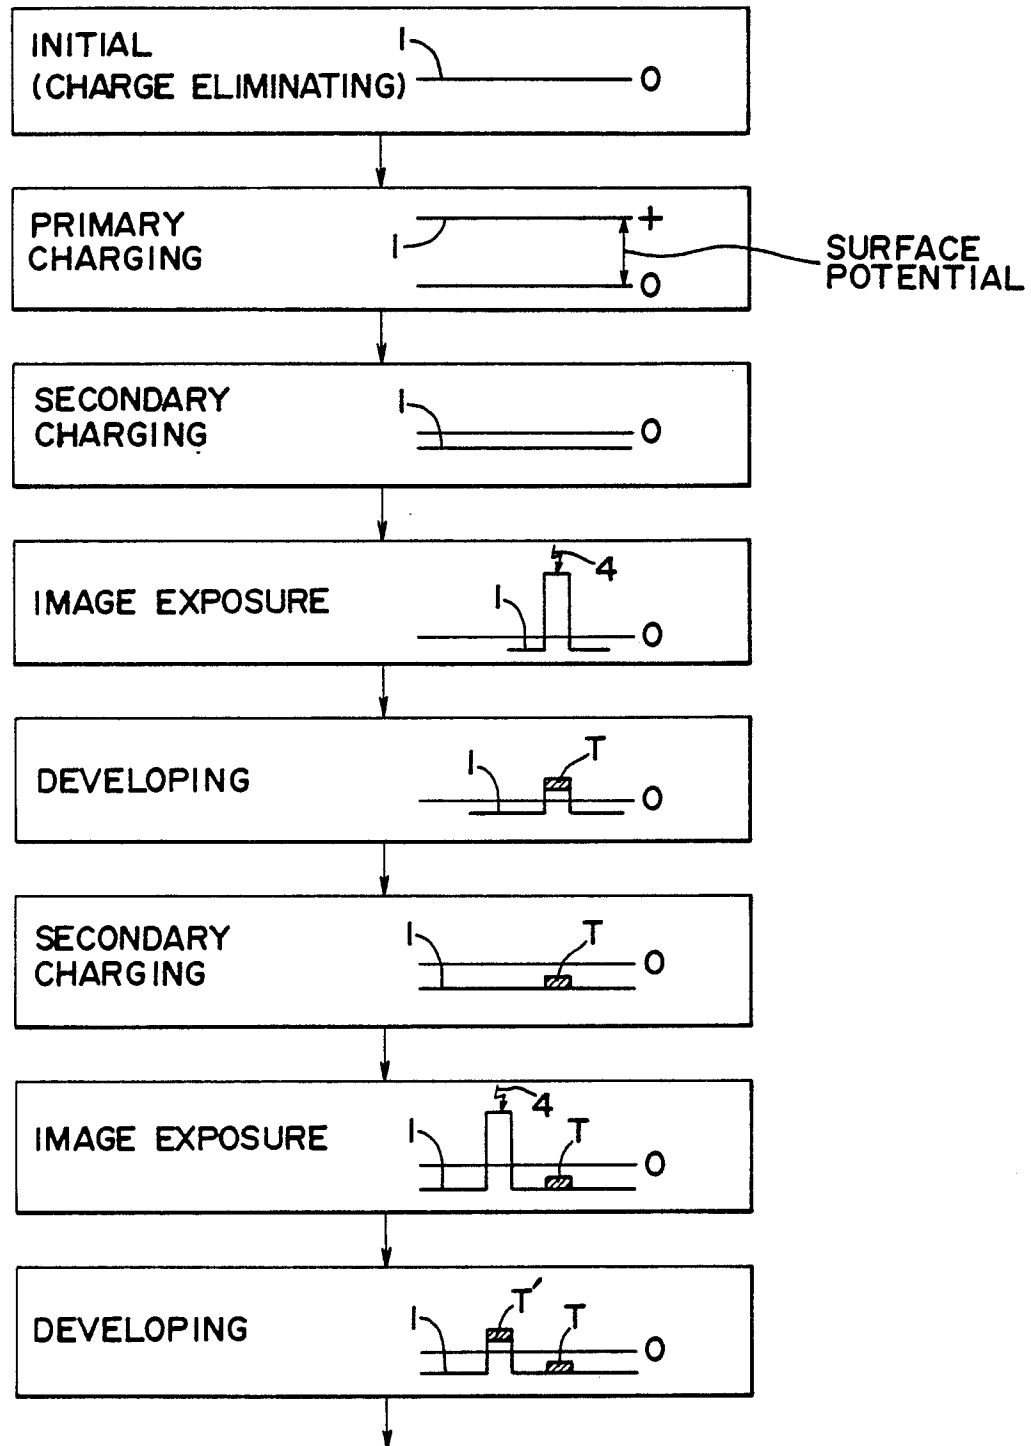 INITIAL
(CHARGE ELIMINATING)
1
0
PRIMARY
CHARGING
1
+
0
SURFACE
POTENTIAL
SECONDARY
CHARGING
1
0
IMAGE EXPOSURE
1
4
0
DEVELOPING
1
T
0
SECONDARY
CHARGING
1
T
0
IMAGE EXPOSURE
1
4
T
0
DEVELOPING
1
T'
T
0